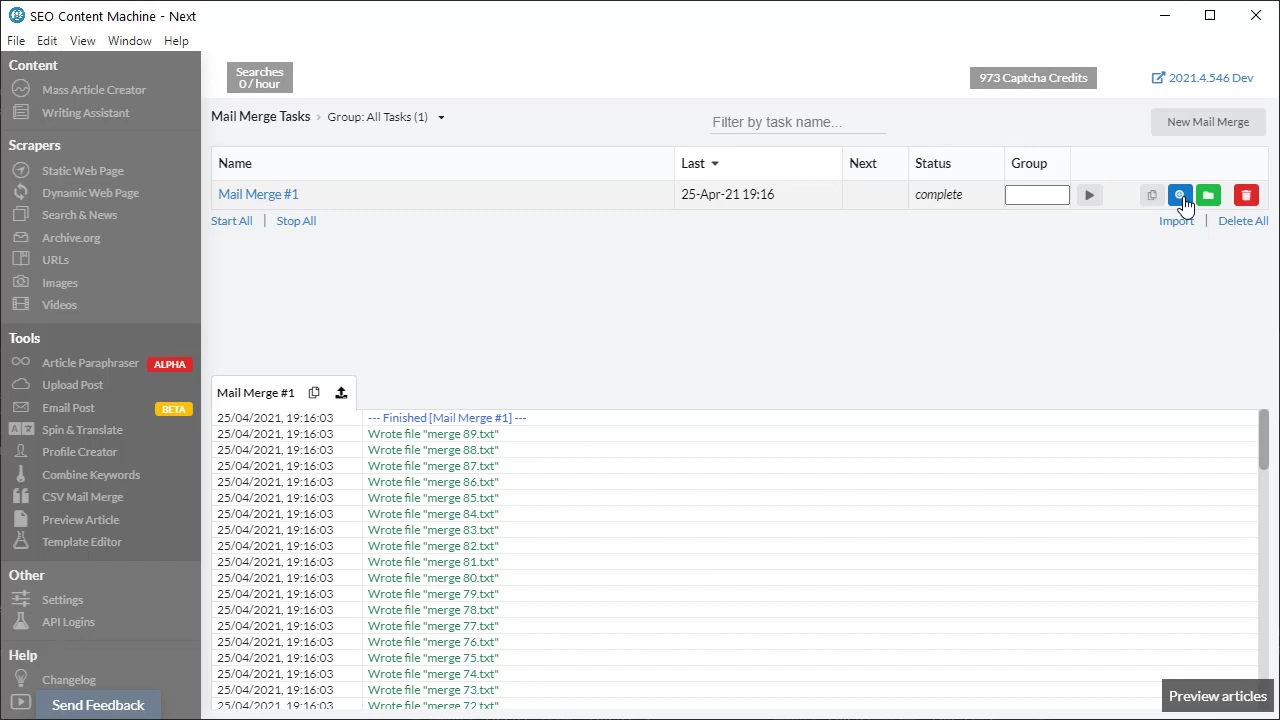 SEO Content Machine - Next
File Edit View Window Help
Content
Mass Article Creator
Writing Assistant
Scrapers
Static Web Page
Dynamic Web Page
Search & News
Archive.org
URLs
Images
Videos
Tools
Article Paraphraser ALPHA
Upload Post
Email Post BETA
Spin & Translate
Profile Creator
Combine Keywords
CSV Mail Merge
Preview Article
Template Editor
Other
Settings
API Logins
Help
Changelog
Send Feedback
Searches
0 / hour
973 Captcha Credits
2021.4.546 Dev
Mail Merge Tasks › Group: All Tasks (1)
Filter by task name...
New Mail Merge
Name Last Next Status Group
Mail Merge #1 25-Apr-21 19:16 complete
Start All | Stop All
Import | Delete All
Mail Merge #1
25/04/2021, 19:16:03 --- Finished [Mail Merge #1] ---
25/04/2021, 19:16:03 Wrote file "merge 89.txt"
25/04/2021, 19:16:03 Wrote file "merge 88.txt"
25/04/2021, 19:16:03 Wrote file "merge 87.txt"
25/04/2021, 19:16:03 Wrote file "merge 86.txt"
25/04/2021, 19:16:03 Wrote file "merge 85.txt"
25/04/2021, 19:16:03 Wrote file "merge 84.txt"
25/04/2021, 19:16:03 Wrote file "merge 83.txt"
25/04/2021, 19:16:03 Wrote file "merge 82.txt"
25/04/2021, 19:16:03 Wrote file "merge 81.txt"
25/04/2021, 19:16:03 Wrote file "merge 80.txt"
25/04/2021, 19:16:03 Wrote file "merge 79.txt"
25/04/2021, 19:16:03 Wrote file "merge 78.txt"
25/04/2021, 19:16:03 Wrote file "merge 77.txt"
25/04/2021, 19:16:03 Wrote file "merge 76.txt"
25/04/2021, 19:16:03 Wrote file "merge 75.txt"
25/04/2021, 19:16:03 Wrote file "merge 74.txt"
25/04/2021, 19:16:03 Wrote file "merge 73.txt"
25/04/2021, 19:16:03 Wrote file "merge 72.txt"
Preview articles